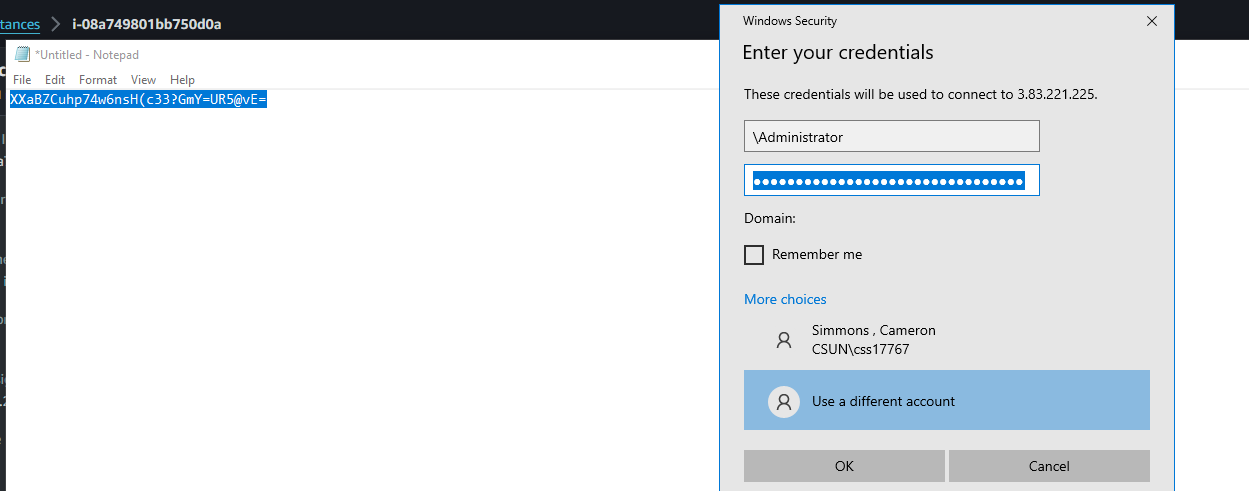 tances > i-08a749801bb750d0a
*Untitled - Notepad
File Edit Format View Help
XXaBZCuhp74w6nsH(c33?GmY=UR5@vE=
Windows Security
Enter your credentials
These credentials will be used to connect to 3.83.221.225.
\Administrator
Domain:
Remember me
More choices
Simmons , Cameron
CSUN\css17767
Use a different account
OK
Cancel